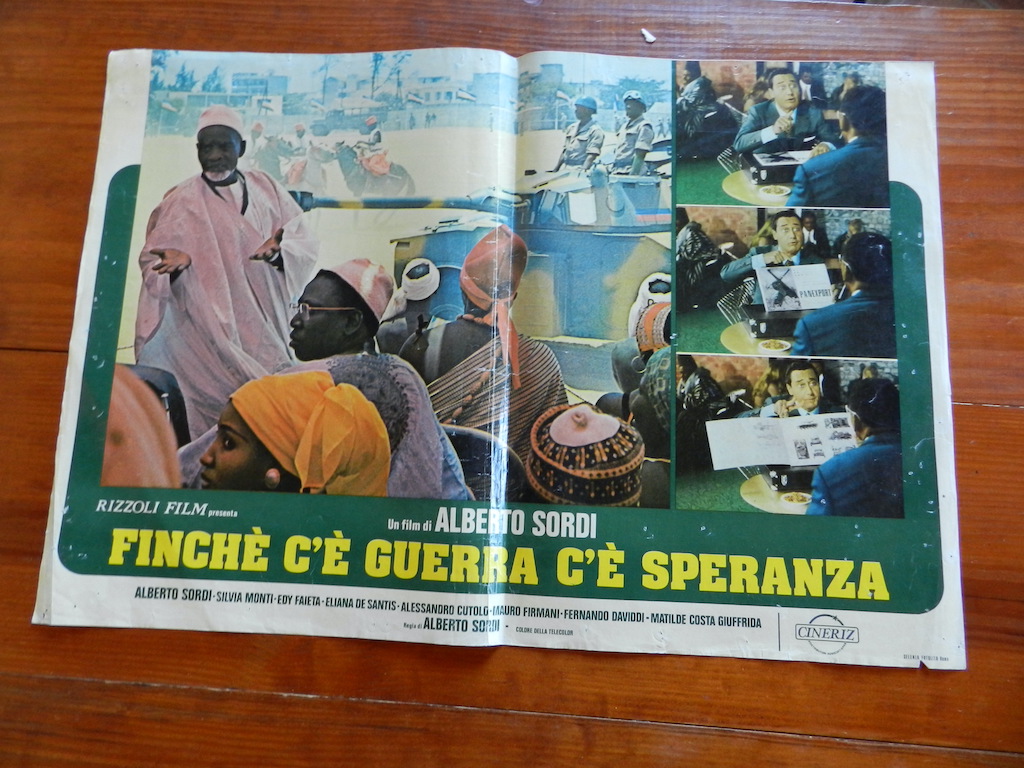 PANEXPORT
RIZZOLI FILM presenta
Un film di ALBERTO SORDI
FINCHÈ C'È GUERRA C'È SPERANZA
ALBERTO SORDI - SILVIA MONTI - EDY FAIETA - ELIANA DE SANTIS - ALESSANDRO CUTOLO - MAURO FIRMANI - FERNANDO DAVIDDI - MATILDE COSTA GIUFFRIDA
Regia di ALBERTO SORDI - COLORE DELLA TELECOLOR
CINERIZ